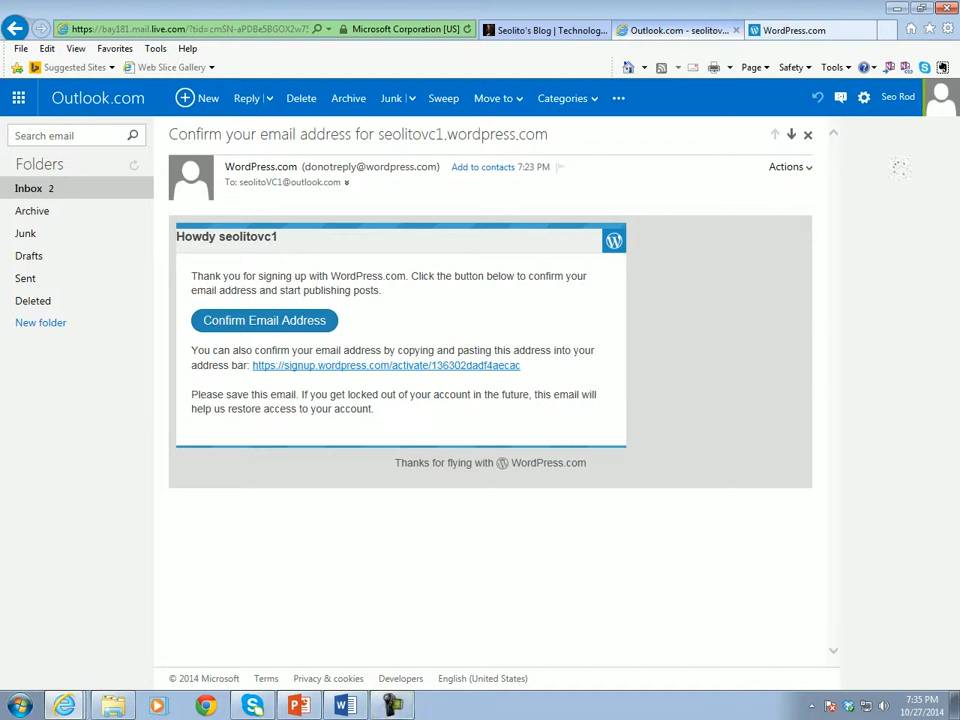 https://bay181.mail.live.com/?tid=cmSN-aPDBe5BGOX2w7
Microsoft Corporation [US]
Seolito's Blog | Technolog...
Outlook.com - seolitov...
WordPress.com
File Edit View Favorites Tools Help
Suggested Sites Web Slice Gallery
Page Safety Tools
Outlook.com New Reply Delete Archive Junk Sweep Move to Categories ••• Seo Rod
Search email
Confirm your email address for seolitovc1.wordpress.com
Folders
Inbox 2
Archive
Junk
Drafts
Sent
Deleted
New folder
WordPress.com (donotreply@wordpress.com) Add to contacts 7:23 PM
Actions
To: seolitoVC1@outlook.com
Howdy seolitovc1
Thank you for signing up with WordPress.com. Click the button below to confirm your
email address and start publishing posts.
Confirm Email Address
You can also confirm your email address by copying and pasting this address into your
address bar: https://signup.wordpress.com/activate/136302dadf4aecac
Please save this email. If you get locked out of your account in the future, this email will
help us restore access to your account.
Thanks for flying with WordPress.com
© 2014 Microsoft Terms Privacy & cookies Developers English (United States)
7:35 PM
10/27/2014